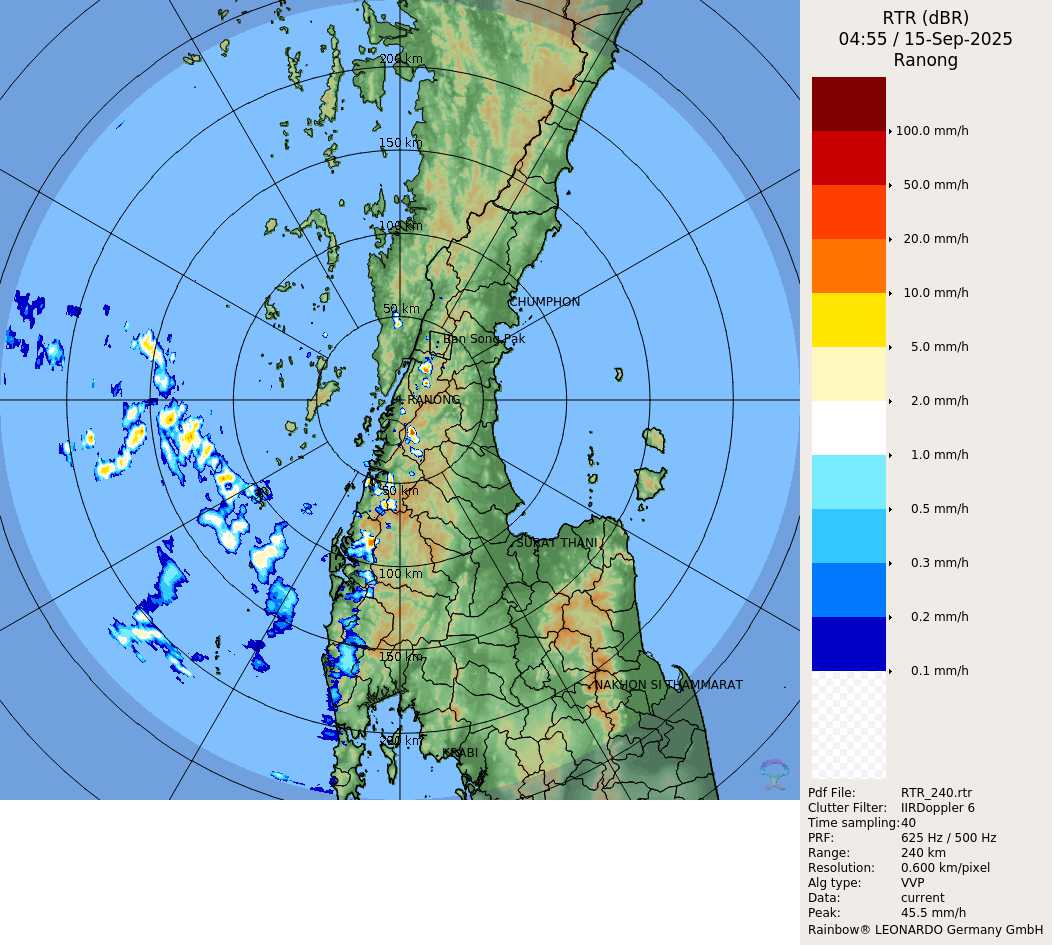 RTR (dBR)
04:55 / 15-Sep-2025
Ranong
100.0 mm/h
50.0 mm/h
20.0 mm/h
10.0 mm/h
5.0 mm/h
2.0 mm/h
1.0 mm/h
0.5 mm/h
0.3 mm/h
0.2 mm/h
0.1 mm/h
200 km
150 km
100 km
50 km
CHUMPHON
Ban Song Pak
RANONG
50 km
SURAT THANI
100 km
150 km
NAKHON SI THAMMARAT
200 km
KRABI
Pdf File: RTR_240.rtr
Clutter Filter: IIRDoppler 6
Time sampling:40
PRF: 625 Hz / 500 Hz
Range: 240 km
Resolution: 0.600 km/pixel
Alg type: VVP
Data: current
Peak: 45.5 mm/h
Rainbow® LEONARDO Germany GmbH